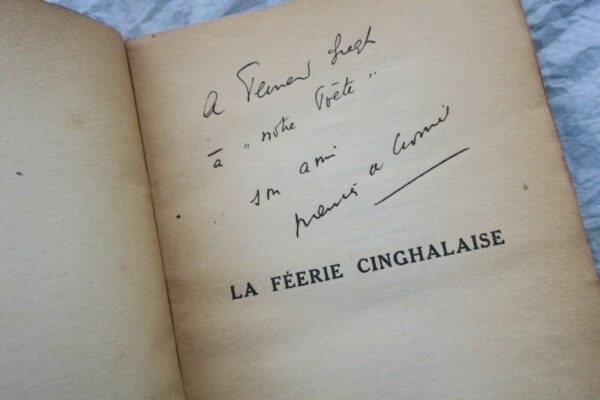 A Fernand Gregh
à "notre Poète"
son ami
Francis de Croisset
LA FÉERIE CINGHALAISE